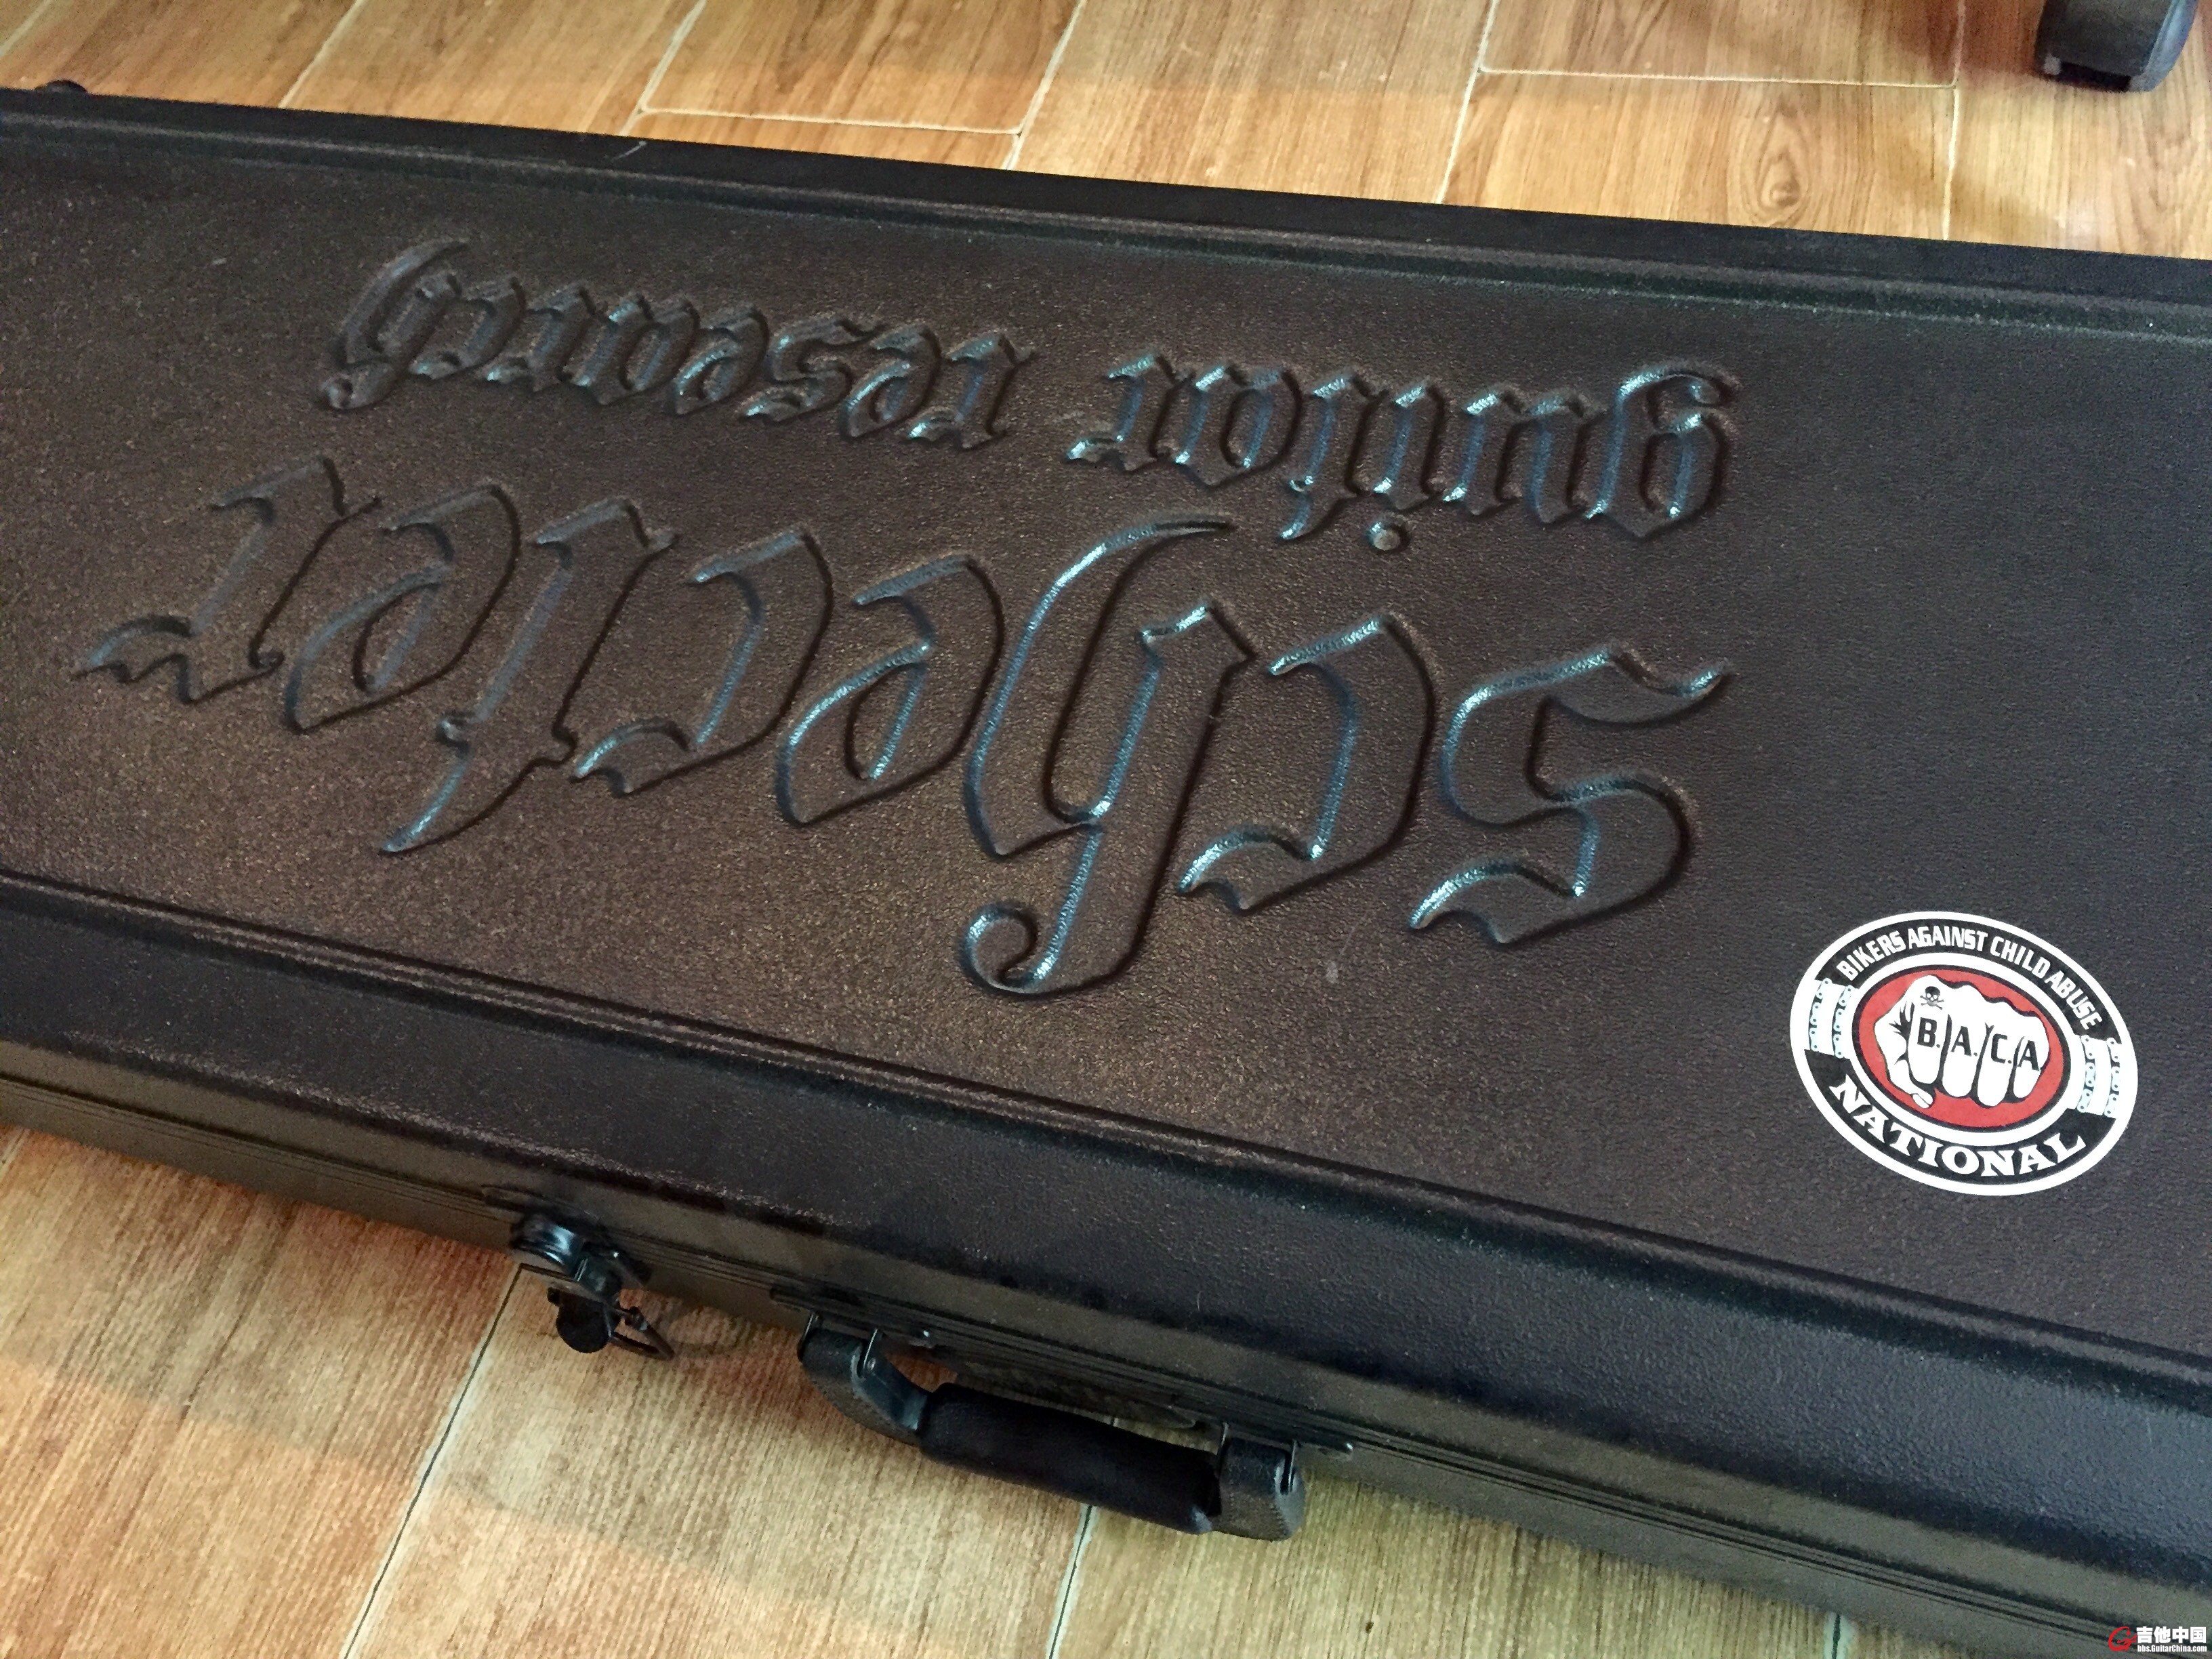 schecter
guitar research
BIKERS AGAINST CHILD ABUSE
B.A.C.A
NATIONAL
吉他中国
bbs.GuitarChina.com